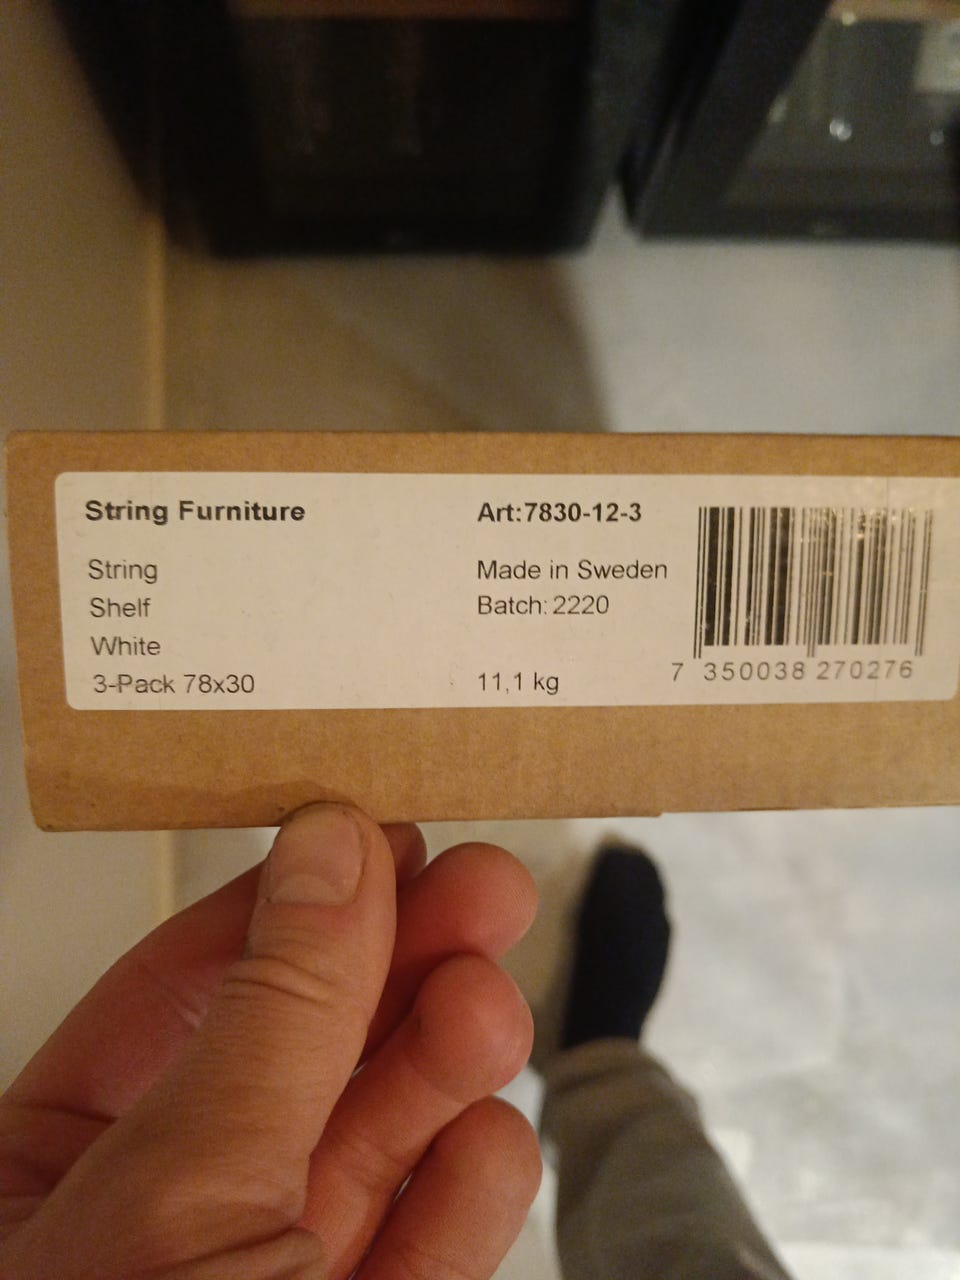 String Furniture
Art:7830-12-3
String
Made in Sweden
Shelf
Batch: 2220
White
3-Pack 78x30
11,1 kg
7 350038 270276